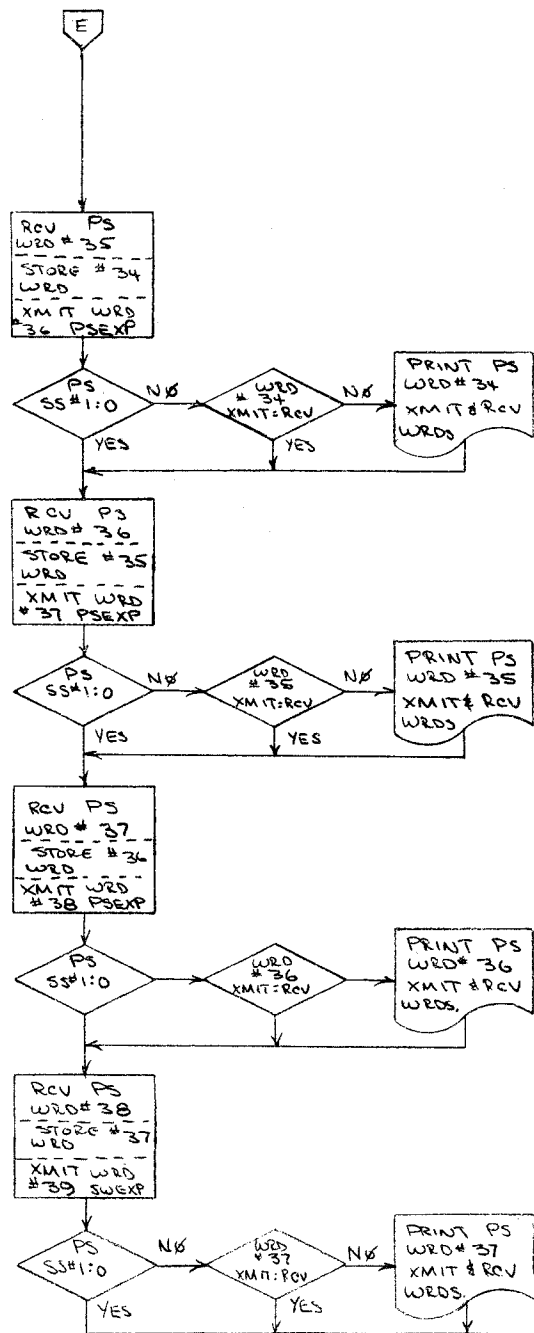 E
RCV PS
WRD # 35
STORE # 34
WRD
XMIT WRD
#36 PSEXP
PS
SS#1:0
NØ
YES
WRD
# 34
XMIT=RCV
NØ
YES
PRINT PS
WRD # 34
XMIT & RCV
WRDS
RCV PS
WRD # 36
STORE # 35
WRD
XMIT WRD
# 37 PSEXP
PS
SS#1:0
NØ
YES
WRD
# 35
XMIT=RCV
NØ
YES
PRINT PS
WRD # 35
XMIT & RCV
WRDS
RCV PS
WRD # 37
STORE # 36
WRD
XMIT WRD
# 38 PSEXP
PS
SS#1:0
WRD
# 36
XMIT=RCV
PRINT PS
WRD # 36
XMIT & RCV
WRDS.
RCV PS
WRD # 38
STORE # 37
WRD
XMIT WRD
# 39 SWEXP
PS
SS#1:0
NØ
YES
WRD
# 37
XMIT:RCV
NØ
YES
PRINT PS
WRD # 37
XMIT & RCV
WRDS.